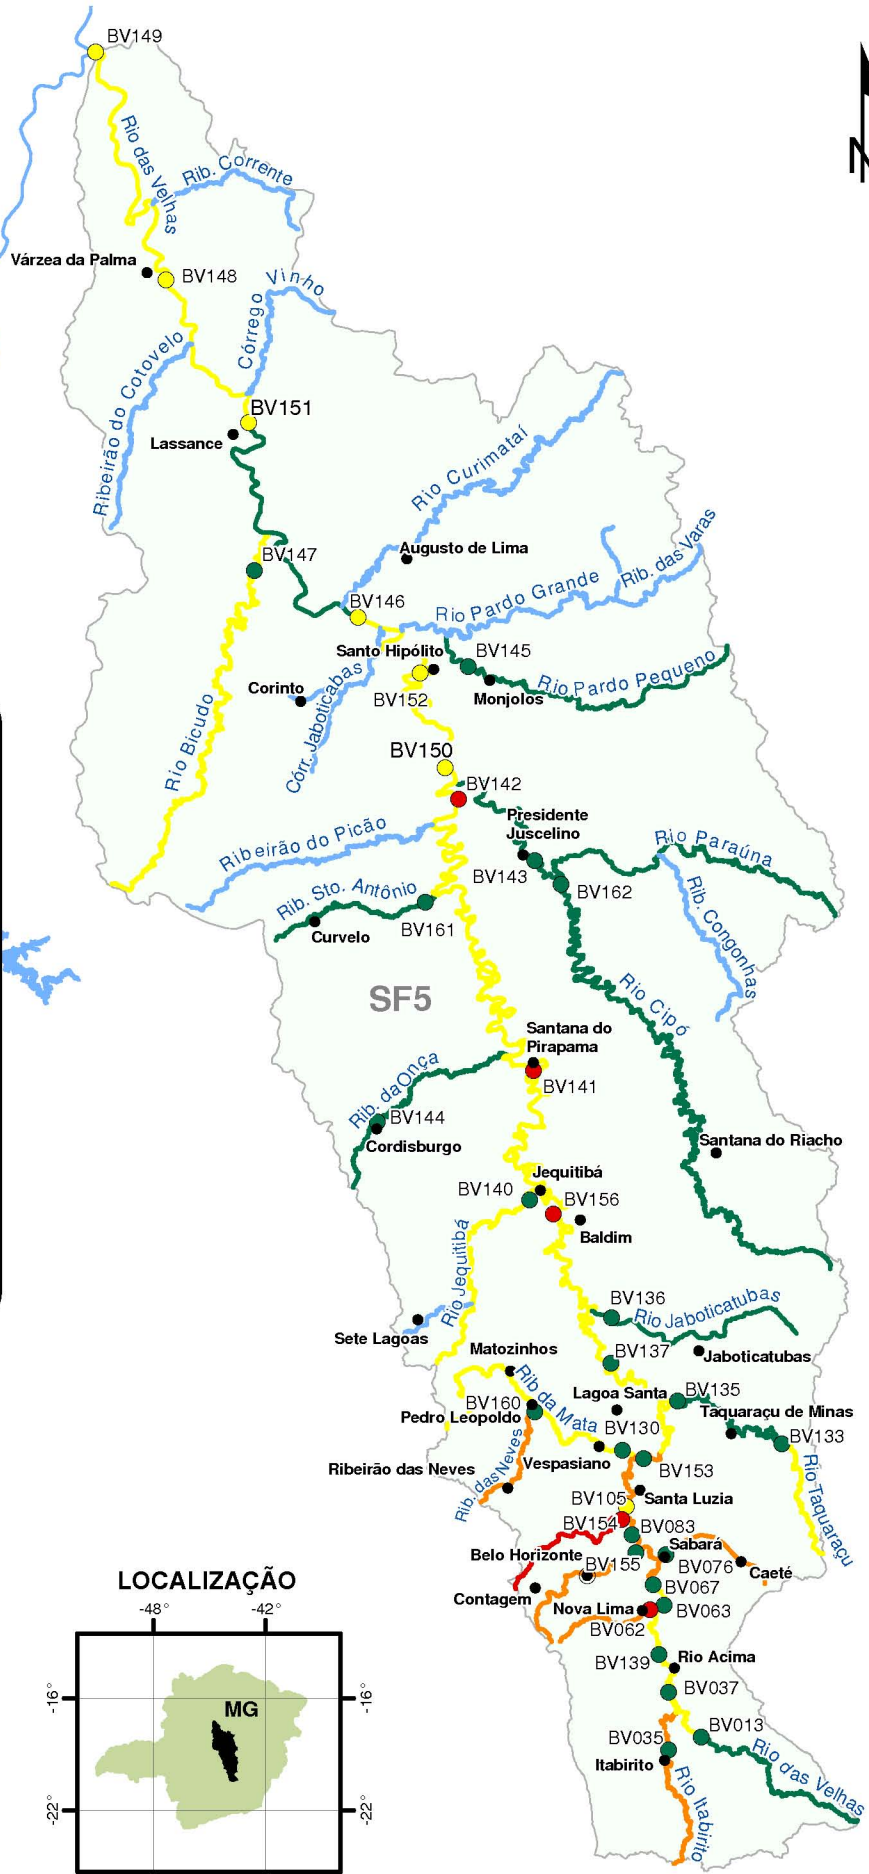 BV149
N
Rio das Velhas
Rib. Corrente
Várzea da Palma
BV148
Córrego Vinho
Ribeirão do Cotovelo
BV151
Lassance
Rio Curimataí
Augusto de Lima
Rib. das Varas
BV147
Rio Pardo Grande
BV146
Santo Hipólito
BV145
Rio Pardo Pequeno
Corinto
Monjolos
BV152
Córr. Jaboticabas
Rio Bicudo
BV150
BV142
Presidente
Juscelino
Ribeirão do Picão
Rio Paraúna
BV143
BV162
Rib. Sto. Antônio
BV161
Curvelo
Rib. Congonhas
SF5
Rio Cipó
Santana do
Pirapama
BV141
Rib. da Onça
BV144
Cordisburgo
Santana do Riacho
Jequitibá
BV140
BV156
Baldim
Rio Jequitibá
BV136
Rio Jaboticatubas
Sete Lagoas
Matozinhos
BV137
Jaboticatubas
Lagoa Santa
BV135
BV160
Rib da Mata
Taquaraçu de Minas
Pedro Leopoldo
BV130
BV133
Vespasiano
BV153
Ribeirão das Neves
Rib. das Neves
Rio Taquaraçu
BV105
Santa Luzia
BV154
BV083
Sabará
Belo Horizonte
BV155
BV076
Caeté
BV067
Contagem
Nova Lima
BV063
BV062
BV139
Rio Acima
BV037
BV035
BV013
Itabirito
Rio das Velhas
Rio Itabirito
LOCALIZAÇÃO
-48°
-42°
MG
-16°
-16°
-22°
-22°